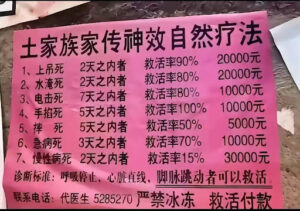 土家族家传神效自然疗法
1、上吊死 2天之内者 救活率90% 20000元
2、水淹死 2天之内者 救活率80% 20000元
3、电击死 7天之内者 救活率80% 10000元
4、手掐死 5天之内者 救活率100% 10000元
5、摔 死 5天之内者 救活率50% 5000元
6、急病死 3天之内者 救活率70% 10000元
7、慢性病死 2天之内者 救活率15% 30000元
诊断标准：呼吸停止，心脏直线，脚脉跳动者可以救活
联系电话：代医生 5285270 严禁冰冻 救活付款